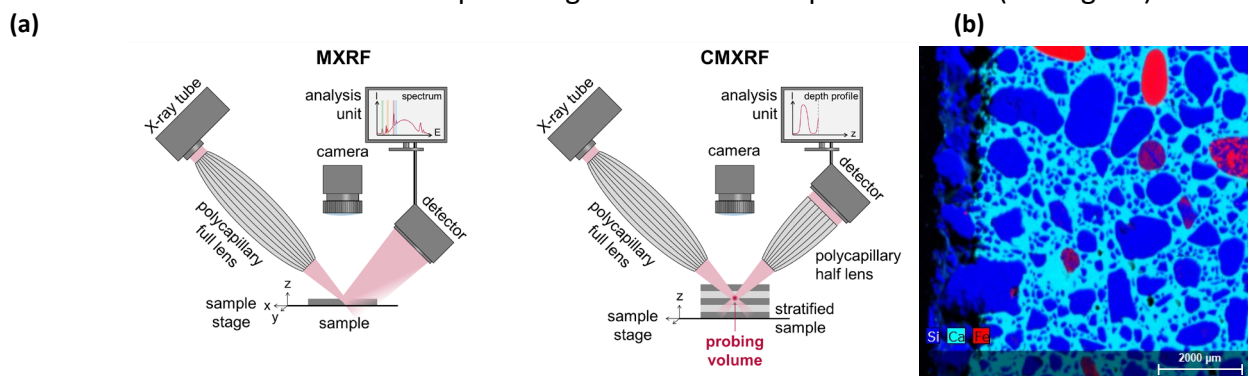 (a)
(b)
MXRF
X-ray tube
analysis
unit
spectrum
I
E
camera
detector
polycapillary
full lens
z
x
y
sample
stage
sample
CMXRF
X-ray tube
analysis
unit
depth profile
I
z
camera
detector
polycapillary
full lens
polycapillary
half lens
z
sample
stage
stratified
sample
probing
volume
Si Ca Fe
2000 µm